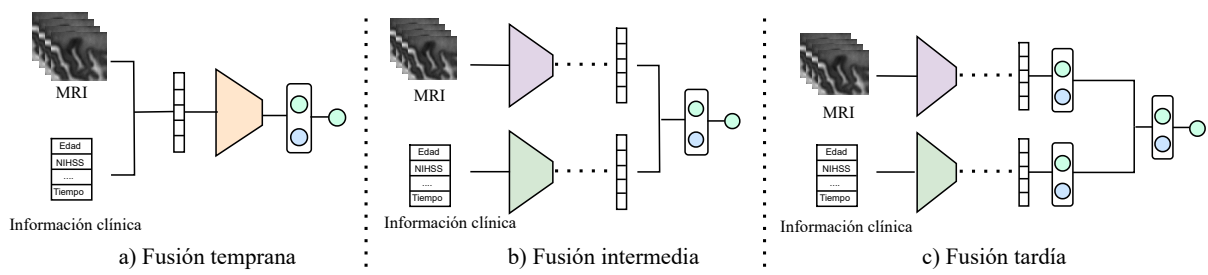 MRI
Edad
NIHSS
....
Tiempo
Información clínica
a) Fusión temprana
MRI
Edad
NIHSS
....
Tiempo
Información clínica
b) Fusión intermedia
MRI
Edad
NIHSS
....
Tiempo
Información clínica
c) Fusión tardía